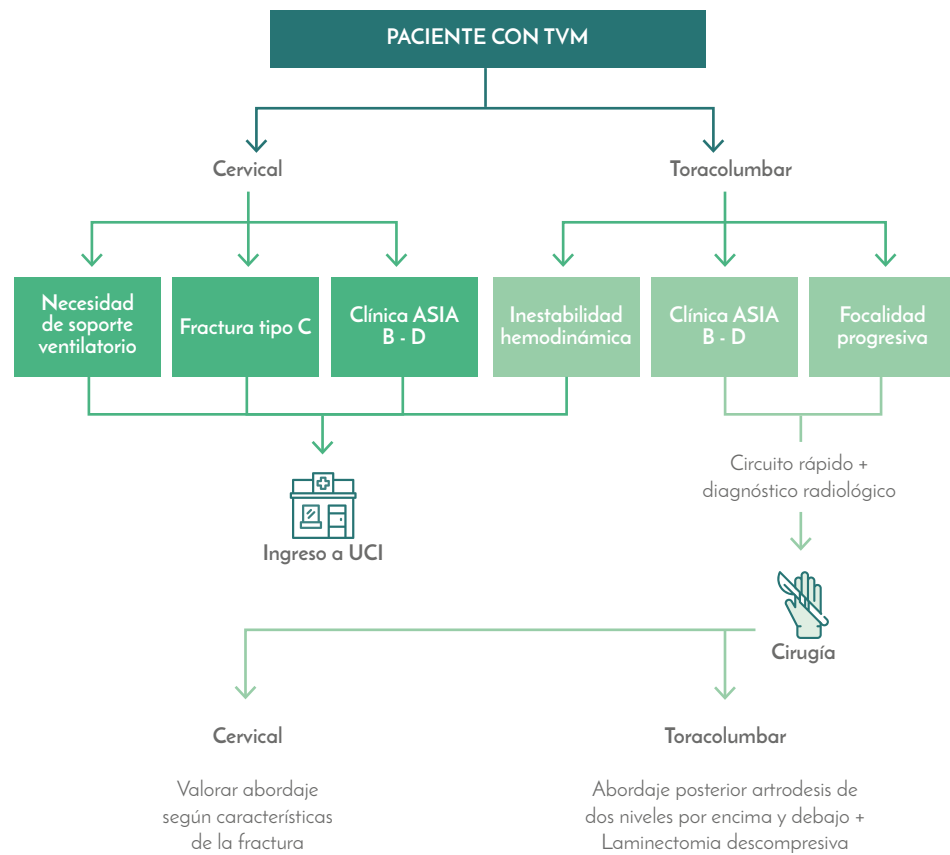 PACIENTE CON TVM
Cervical
Toracolumbar
Necesidad
de soporte
ventilatorio
Fractura tipo C
Clínica ASIA
B - D
Inestabilidad
hemodinámica
Clínica ASIA
B - D
Focalidad
progresiva
Circuito rápido +
diagnóstico radiológico
Ingreso a UCI
Cirugía
Cervical
Valorar abordaje
según características
de la fractura
Toracolumbar
Abordaje posterior artrodesis de
dos niveles por encima y debajo +
Laminectomia descompresiva